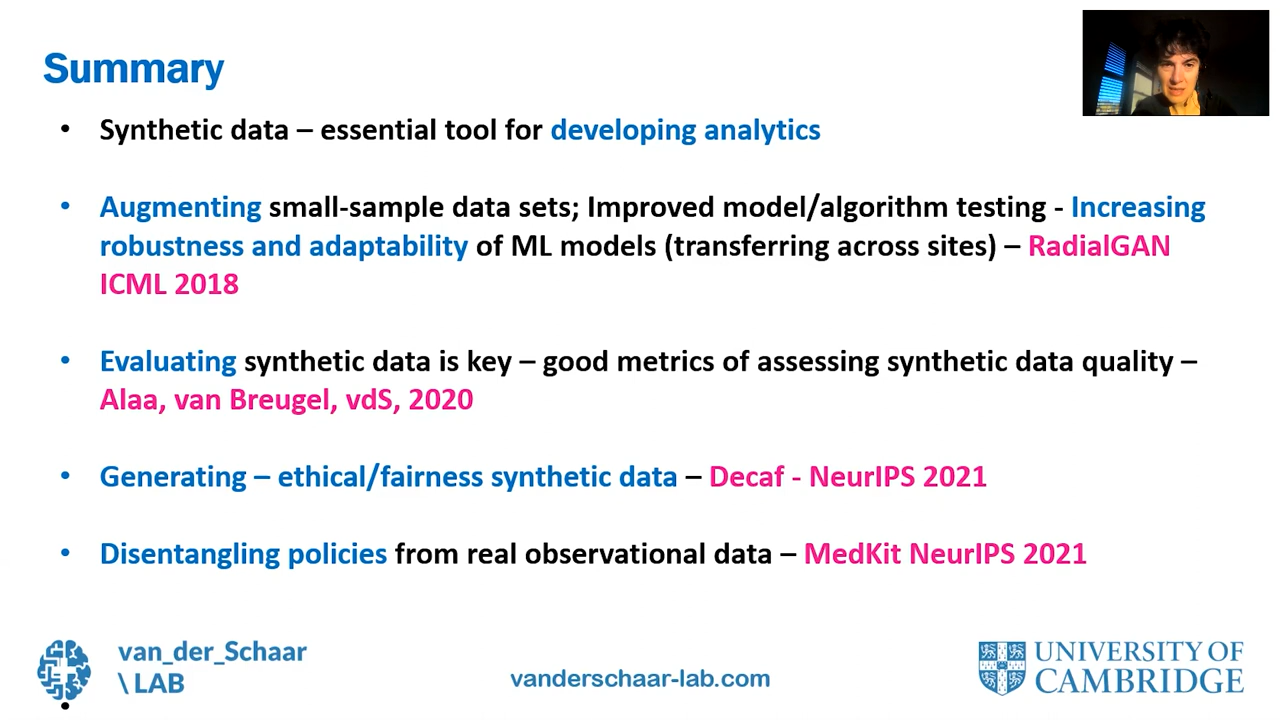 Summary
• Synthetic data – essential tool for developing analytics
• Augmenting small-sample data sets; Improved model/algorithm testing - Increasing
robustness and adaptability of ML models (transferring across sites) – RadialGAN
ICML 2018
• Evaluating synthetic data is key – good metrics of assessing synthetic data quality –
Alaa, van Breugel, vdS, 2020
• Generating – ethical/fairness synthetic data – Decaf - NeurIPS 2021
• Disentangling policies from real observational data – MedKit NeurIPS 2021
van_der_Schaar
\ LAB
vanderschaar-lab.com
UNIVERSITY OF
CAMBRIDGE